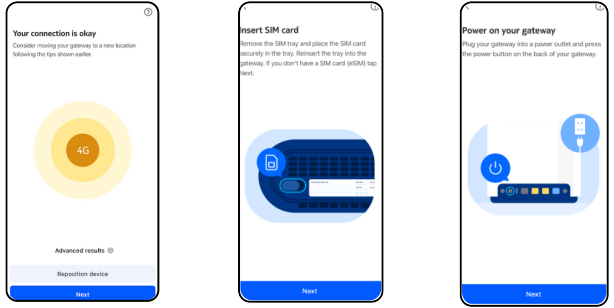 Your connection is okay
Consider moving your gateway to a new location
following the tips shown earlier.
4G
Advanced results
Reposition device
Next
Insert SIM card
Remove the SIM tray and place the SIM card
securely in the tray. Reinsert the tray into the
gateway. If you don't have a SIM card (eSIM) tap
Next.
Next
Power on your gateway
Plug your gateway into a power outlet and press
the power button on the back of your gateway.
Next